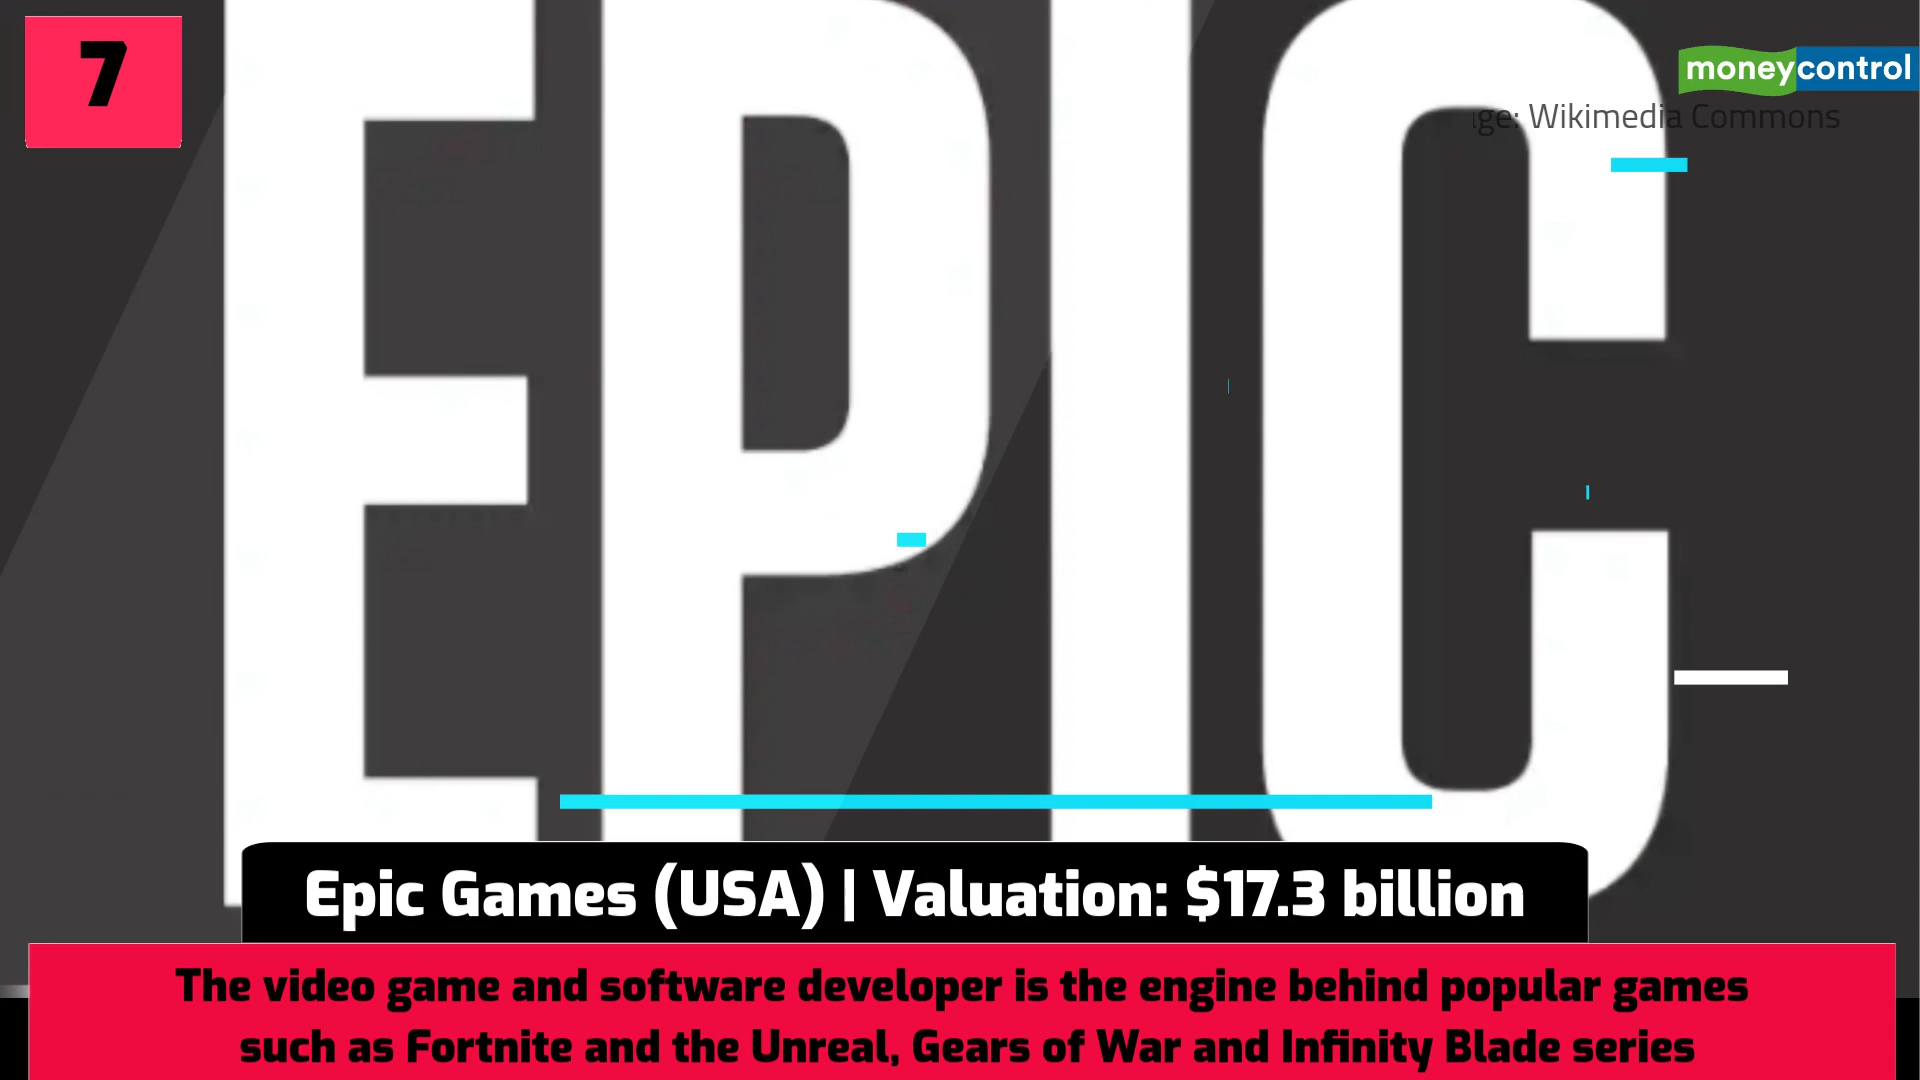 7
EPIC
moneycontrol
Wikimedia Commons
Epic Games (USA) | Valuation: $17.3 billion
The video game and software developer is the engine behind popular games
such as Fortnite and the Unreal, Gears of War and Infinity Blade series